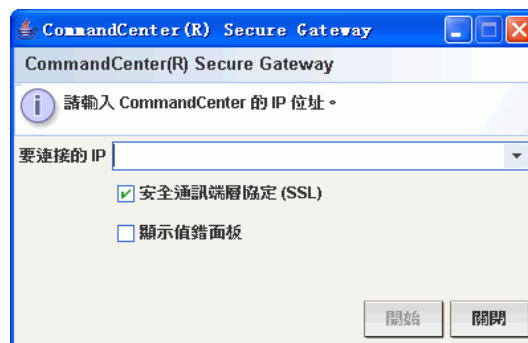 CommandCenter(R) Secure Gateway
CommandCenter(R) Secure Gateway
請輸入 CommandCenter 的 IP 位址。
要連接的 IP
安全通訊端層協定 (SSL)
顯示偵錯面板
開始 關閉